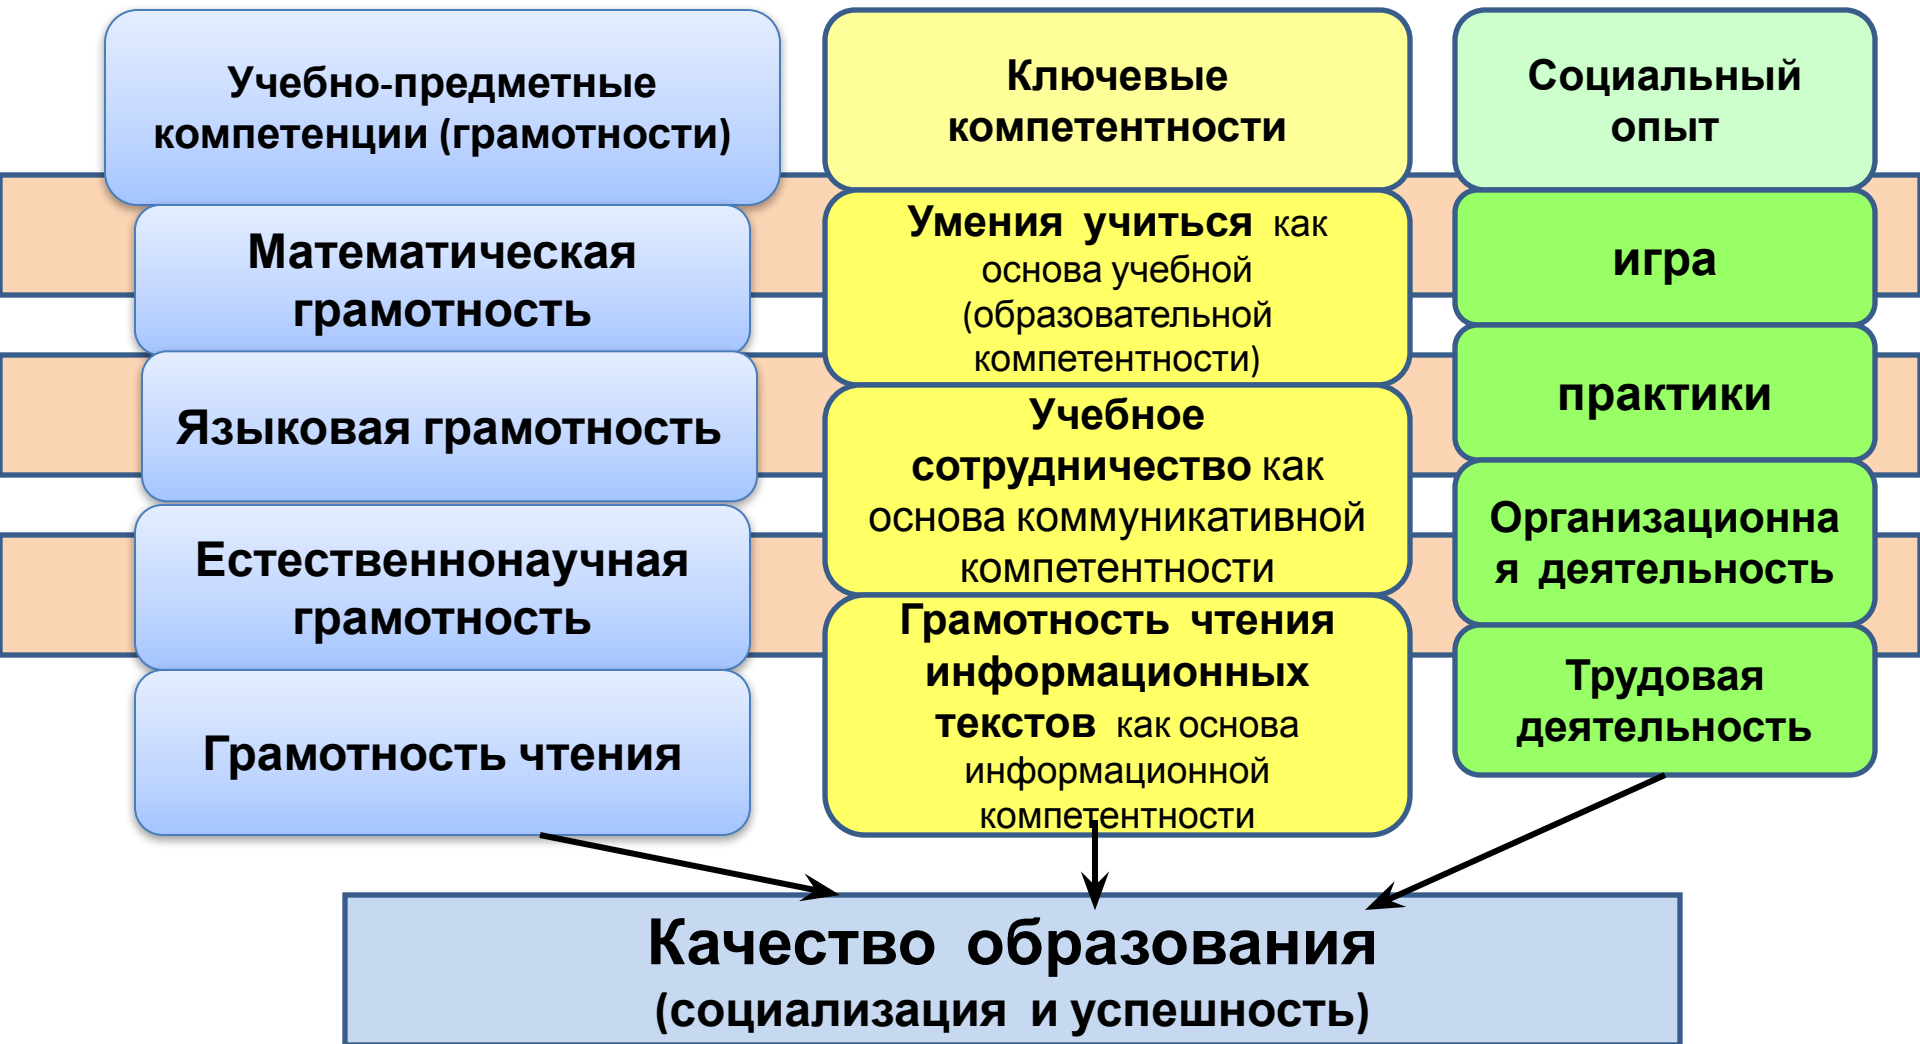 Учебно-предметные
компетенции (грамотности)
Математическая
грамотность
Языковая грамотность
Естественнонаучная
грамотность
Грамотность чтения
Ключевые
компетентности
Умения учиться как
основа учебной
(образовательной
компетентности)
Учебное
сотрудничество как
основа коммуникативной
компетентности
Грамотность чтения
информационных
текстов как основа
информационной
компетентности
Социальный
опыт
игра
практики
Организационна
я деятельность
Трудовая
деятельность
Качество образования
(социализация и успешность)